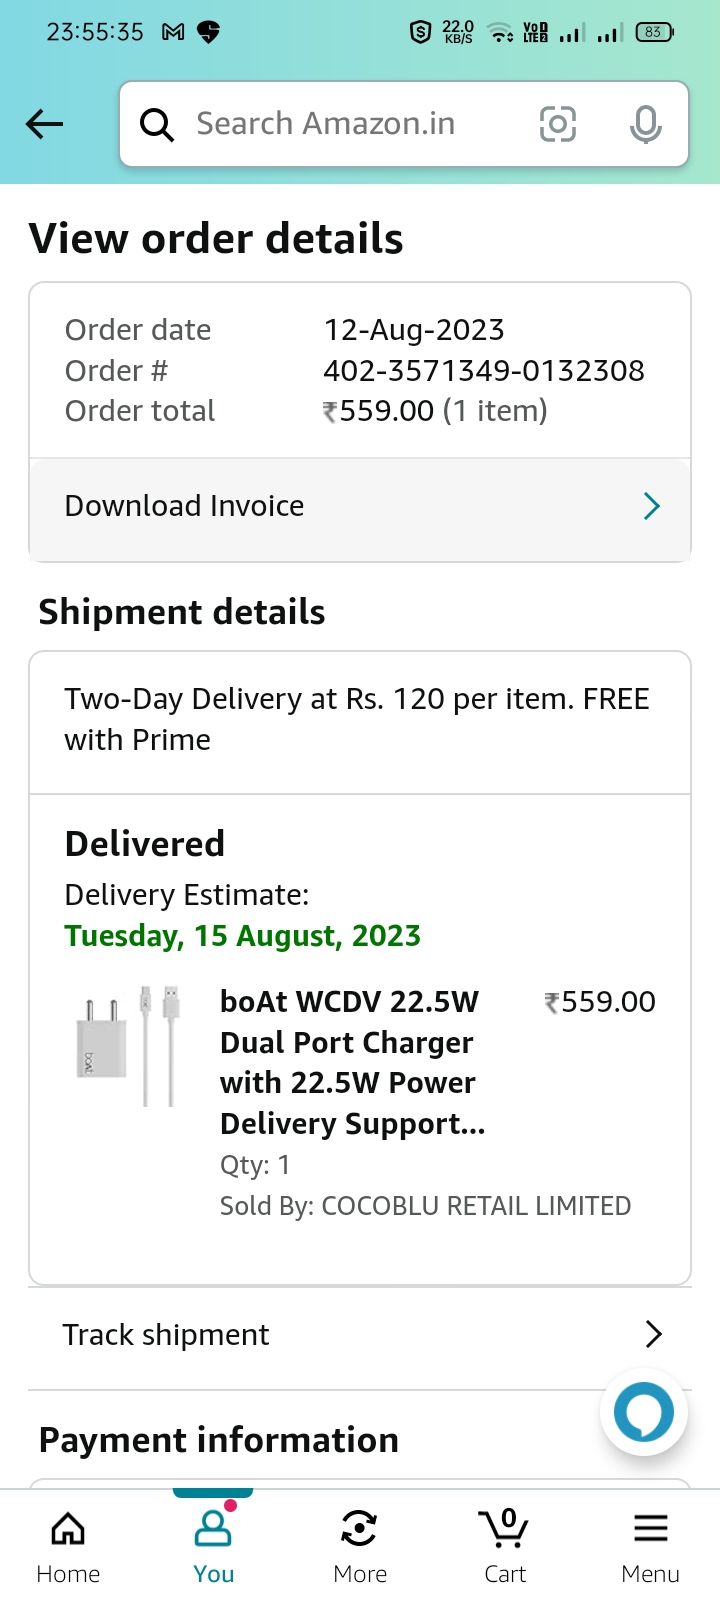 23:55:35
22.0
KB/S
VoD
LTE2
83
Search Amazon.in
View order details
Order date 12-Aug-2023
Order # 402-3571349-0132308
Order total ₹559.00 (1 item)
Download Invoice
Shipment details
Two-Day Delivery at Rs. 120 per item. FREE
with Prime
Delivered
Delivery Estimate:
Tuesday, 15 August, 2023
boAt
boAt WCDV 22.5W ₹559.00
Dual Port Charger
with 22.5W Power
Delivery Support...
Qty: 1
Sold By: COCOBLU RETAIL LIMITED
Track shipment
Payment information
0
Home You More Cart Menu